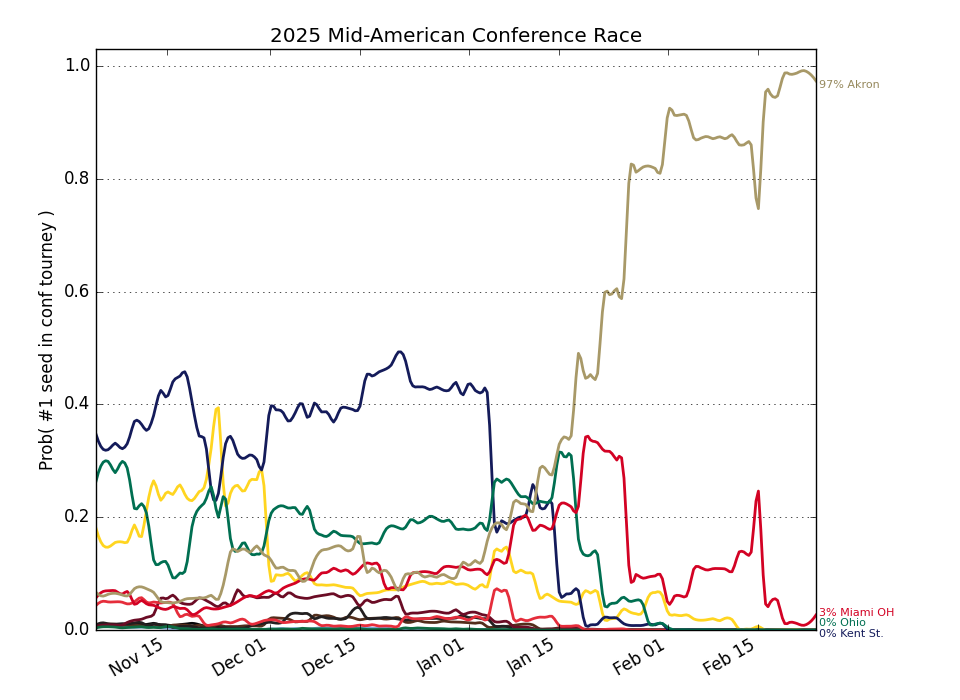 2025 Mid-American Conference Race
Prob( #1 seed in conf tourney )
1.0
0.8
0.6
0.4
0.2
0.0
97% Akron
3% Miami OH
0% Ohio
0% Kent St.
Nov 15
Dec 01
Dec 15
Jan 01
Jan 15
Feb 01
Feb 15